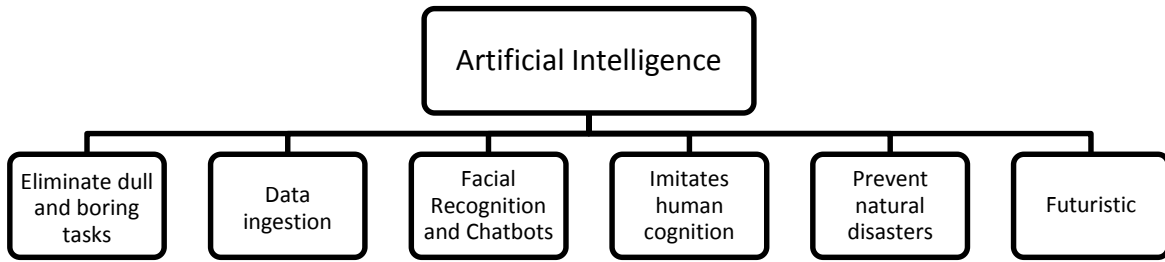 Artificial Intelligence
Eliminate dull
and boring
tasks
Data
ingestion
Facial
Recognition
and Chatbots
Imitates
human
cognition
Prevent
natural
disasters
Futuristic